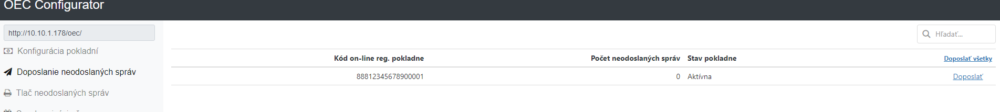 OEC Configurator
http://10.10.1.178/oec/
Hľadať...
Konfigurácia pokladní
Doposlanie neodoslaných správ
Tlač neodoslaných správ
Kód on-line reg. pokladne Počet neodoslaných správ Stav pokladne Doposlať všetky
88812345678900001 0 Aktívna Doposlať